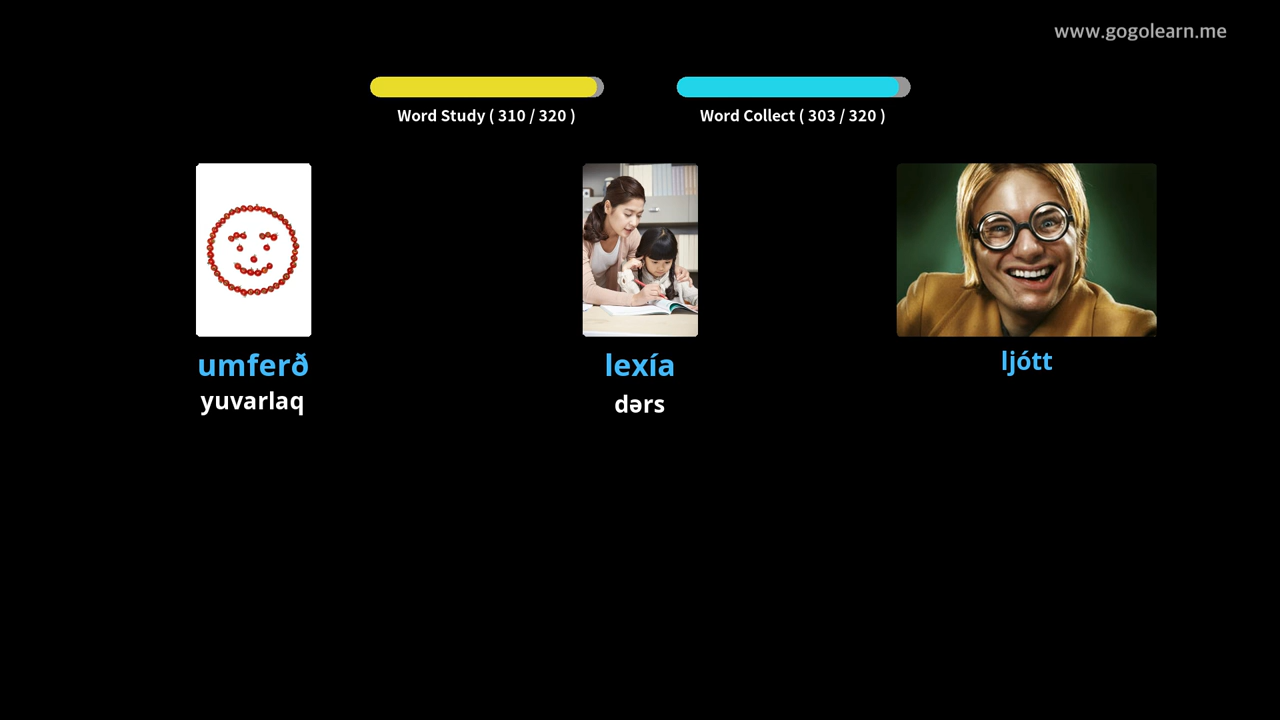 www.gogolearn.me
Word Study ( 310 / 320 )
Word Collect ( 303 / 320 )
umferð
yuvarlaq
lexía
dərs
ljótt